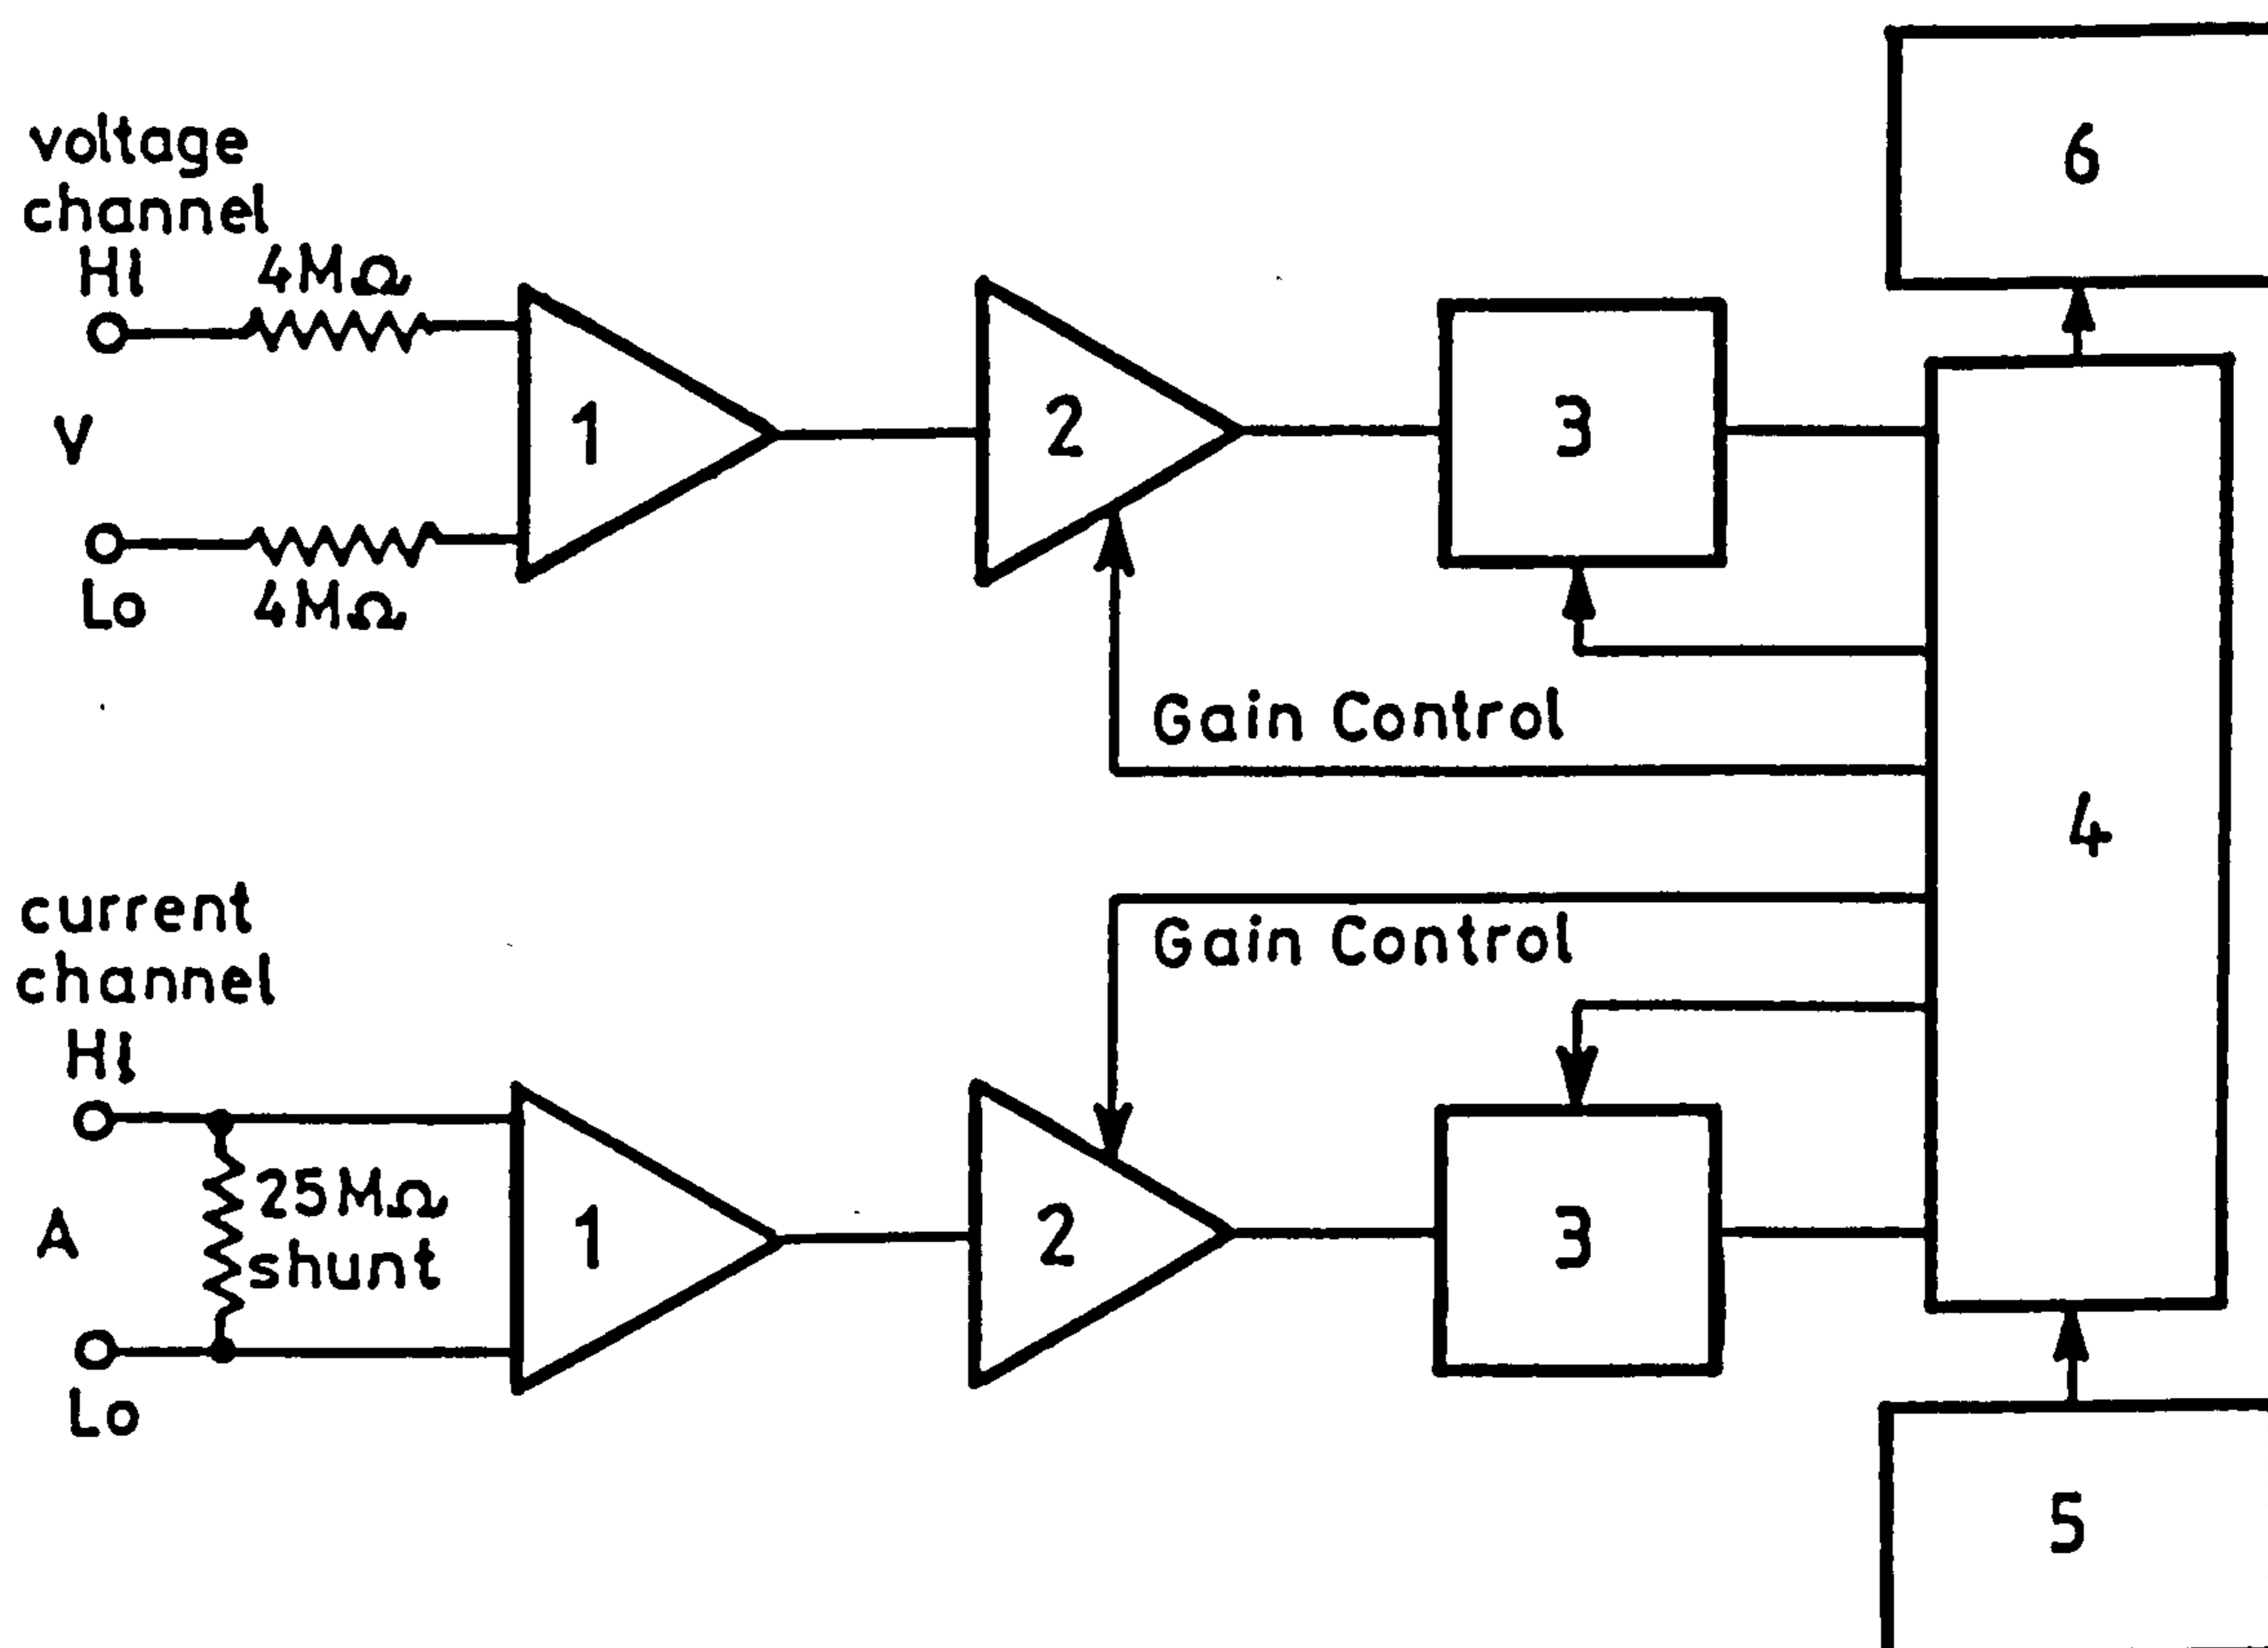 voltage
channel
HI
4MΩ
V
Lo
4MΩ
1
2
3
Gain Control
6
4
current
channel
HI
25MΩ
shunt
A
Lo
1
2
3
Gain Control
5